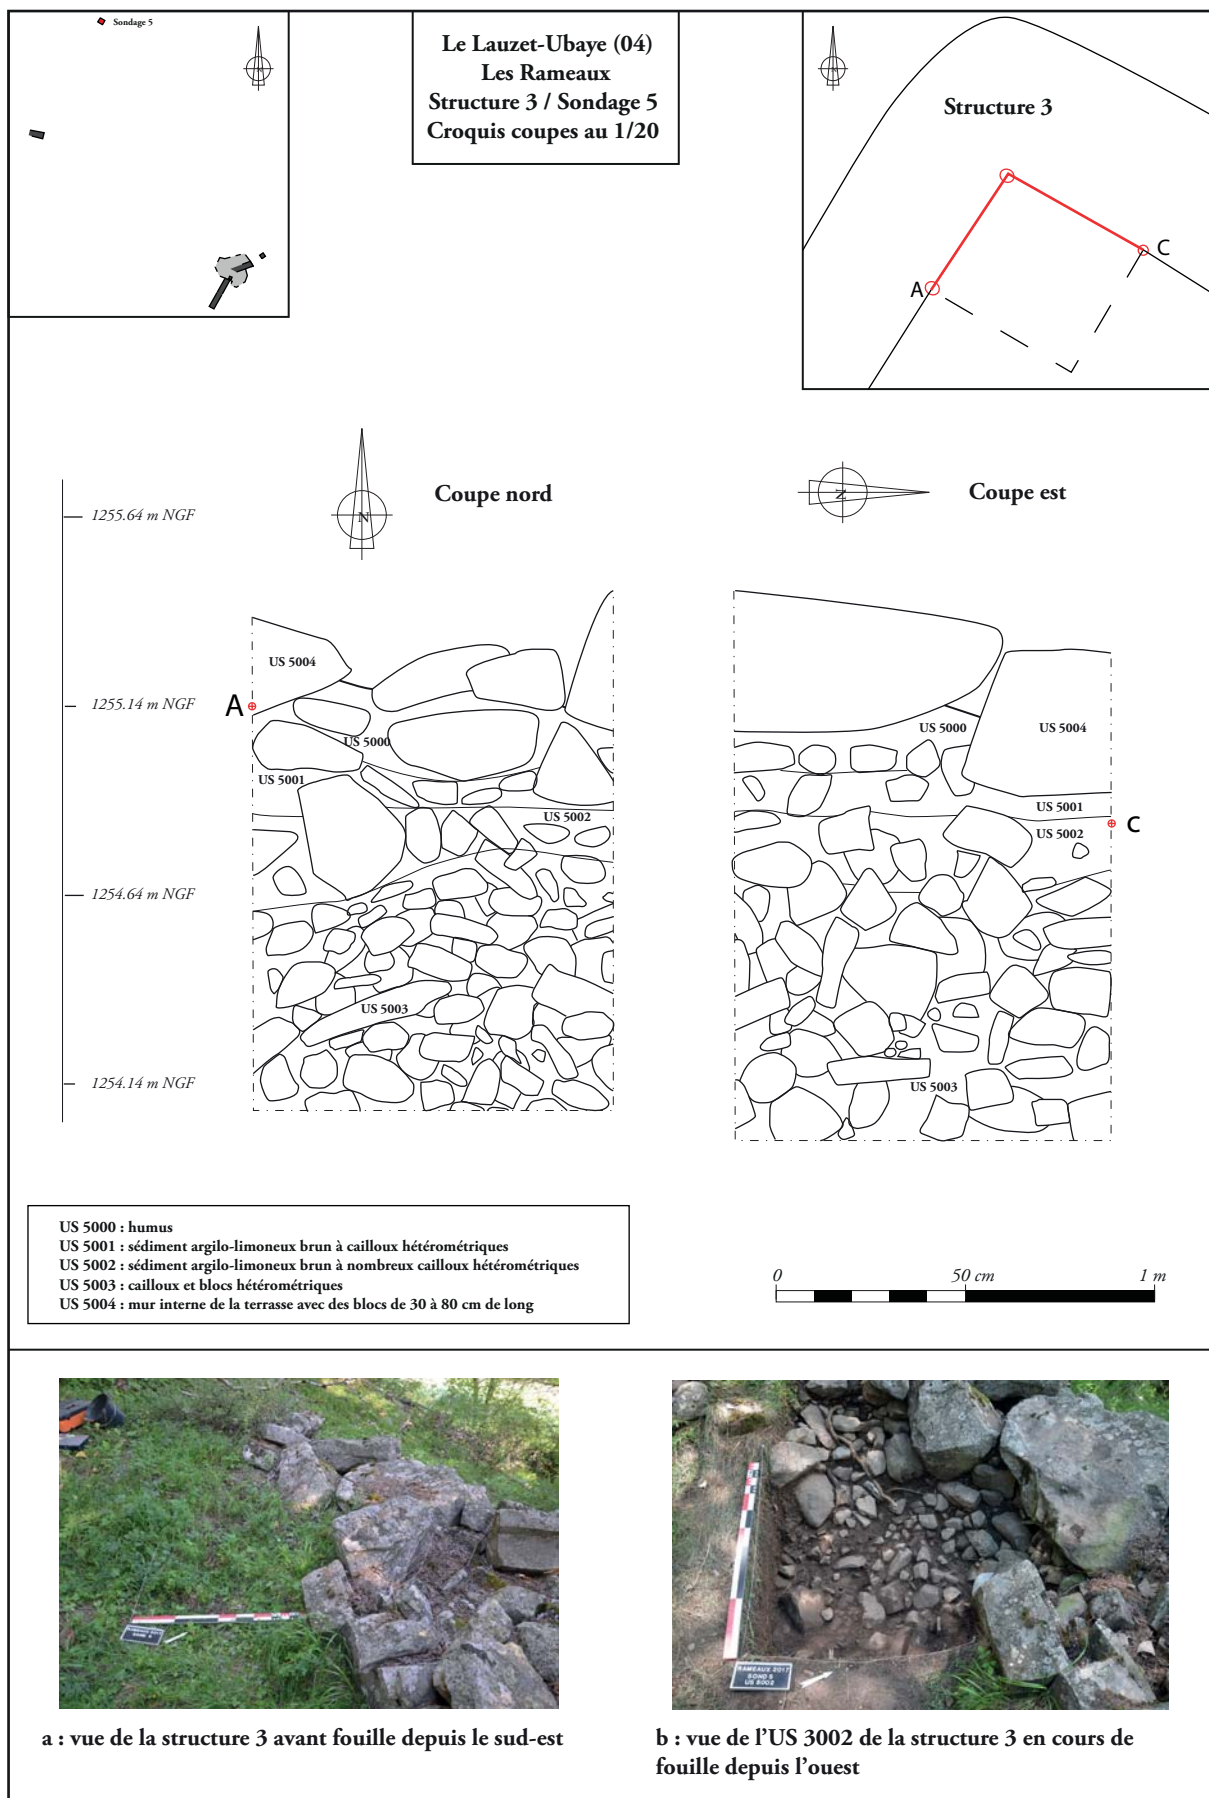 Sondage 5
Le Lauzet-Ubaye (04)
Les Rameaux
Structure 3 / Sondage 5
Croquis coupes au 1/20
Structure 3
A
C
Coupe nord
N
Coupe est
N
1255.64 m NGF
1255.14 m NGF
1254.64 m NGF
1254.14 m NGF
A
US 5004
US 5000
US 5001
US 5002
US 5003
US 5000
US 5004
US 5001
US 5002
C
US 5003
US 5000 : humus
US 5001 : sédiment argilo-limoneux brun à cailloux hétérométriques
US 5002 : sédiment argilo-limoneux brun à nombreux cailloux hétérométriques
US 5003 : cailloux et blocs hétérométriques
US 5004 : mur interne de la terrasse avec des blocs de 30 à 80 cm de long
0 50 cm 1 m
RAMEAUX 2017
SOND 5
US 5002
a : vue de la structure 3 avant fouille depuis le sud-est
b : vue de l’US 3002 de la structure 3 en cours de
fouille depuis l’ouest